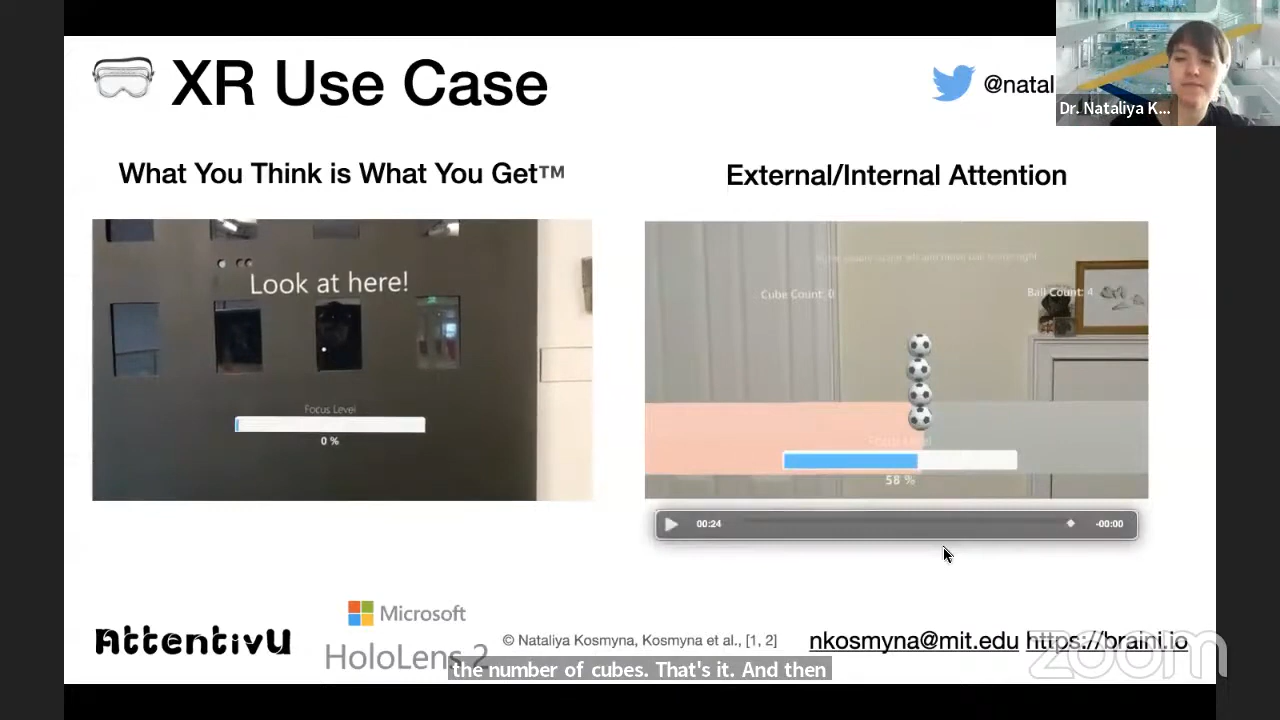 XR Use Case
@natal
Dr. Nataliya K...
What You Think is What You Get™
External/Internal Attention
Look at here!
Focus Level
0 %
Cube Count: 0
Ball Count: 4
Focus Level
58 %
00:24
-00:00
AttentivU
Microsoft
HoloLens 2
© Nataliya Kosmyna, Kosmyna et al., [1, 2]
nkosmyna@mit.edu https://braini.io
zoom
the number of cubes. That's it. And then